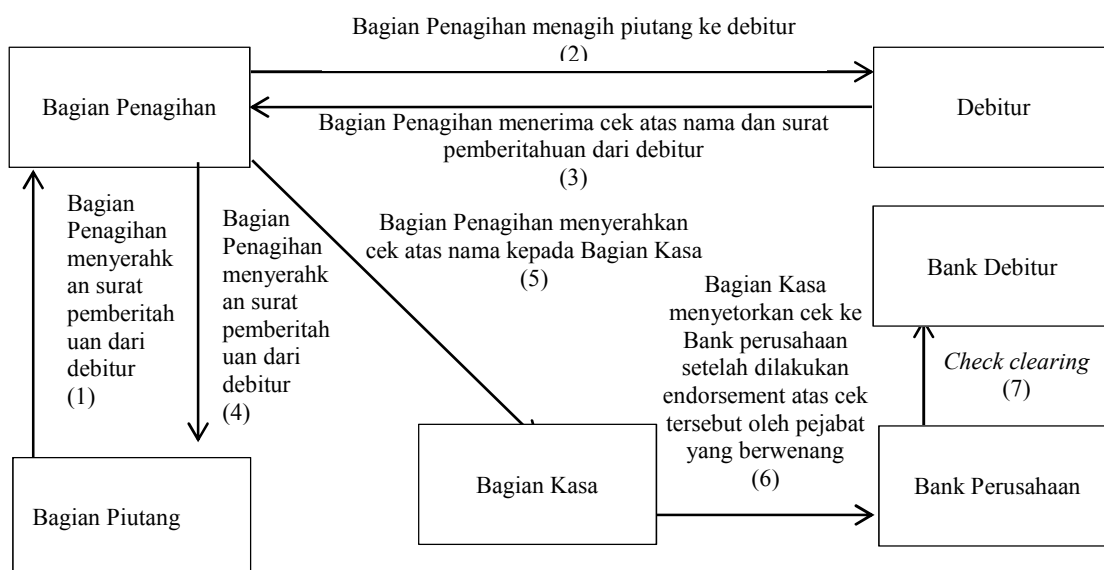 Bagian Penagihan menagih piutang ke debitur
(2)
Bagian Penagihan
Debitur
Bagian Penagihan menerima cek atas nama dan surat
pemberitahuan dari debitur
(3)
Bagian
Penagihan
menyerahk
an surat
pemberitah
uan dari
debitur
(1)
Bagian
Penagihan
menyerahk
an surat
pemberitah
uan dari
debitur
(4)
Bagian Penagihan menyerahkan
cek atas nama kepada Bagian Kasa
(5)
Bank Debitur
Bagian Kasa
menyetorkan cek ke
Bank perusahaan
setelah dilakukan
endorsement atas cek
tersebut oleh pejabat
yang berwenang
(6)
Check clearing
(7)
Bagian Piutang
Bagian Kasa
Bank Perusahaan